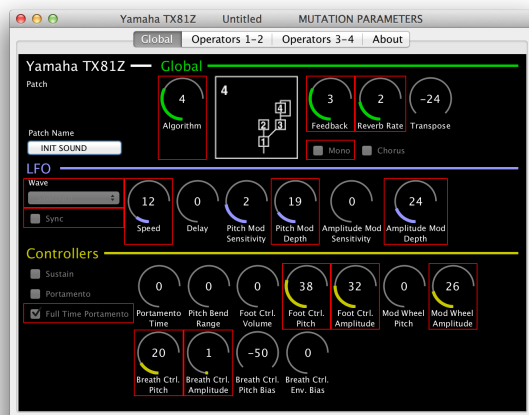 Yamaha TX81Z Untitled MUTATION PARAMETERS
Global Operators 1-2 Operators 3-4 About
Yamaha TX81Z Global
Patch
4
4
2 3
1
4
Algorithm
3
Feedback
2
Reverb Rate
-24
Transpose
Patch Name
INIT SOUND
Mono Chorus
LFO
Wave
Sync
12
Speed
0
Delay
2
Pitch Mod
Sensitivity
19
Pitch Mod
Depth
0
Amplitude Mod
Sensitivity
24
Amplitude Mod
Depth
Controllers
Sustain
Portamento
Full Time Portamento
0
Portamento
Time
0
Pitch Bend
Range
0
Foot Ctrl.
Volume
38
Foot Ctrl.
Pitch
32
Foot Ctrl.
Amplitude
0
Mod Wheel
Pitch
26
Mod Wheel
Amplitude
20
Breath Ctrl.
Pitch
1
Breath Ctrl.
Amplitude
-50
Breath Ctrl.
Pitch Bias
0
Breath Ctrl.
Env. Bias